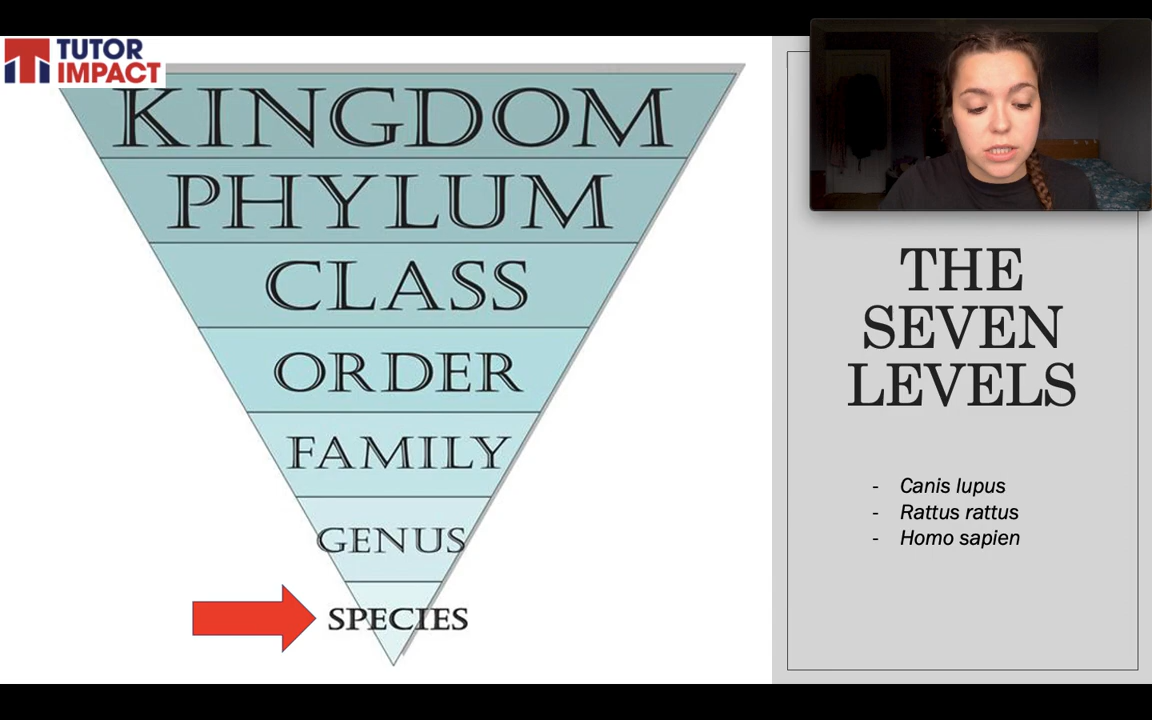 TUTOR
IMPACT
KINGDOM
PHYLUM
CLASS
ORDER
FAMILY
GENUS
SPECIES
THE
SEVEN
LEVELS
- Canis lupus
- Rattus rattus
- Homo sapien